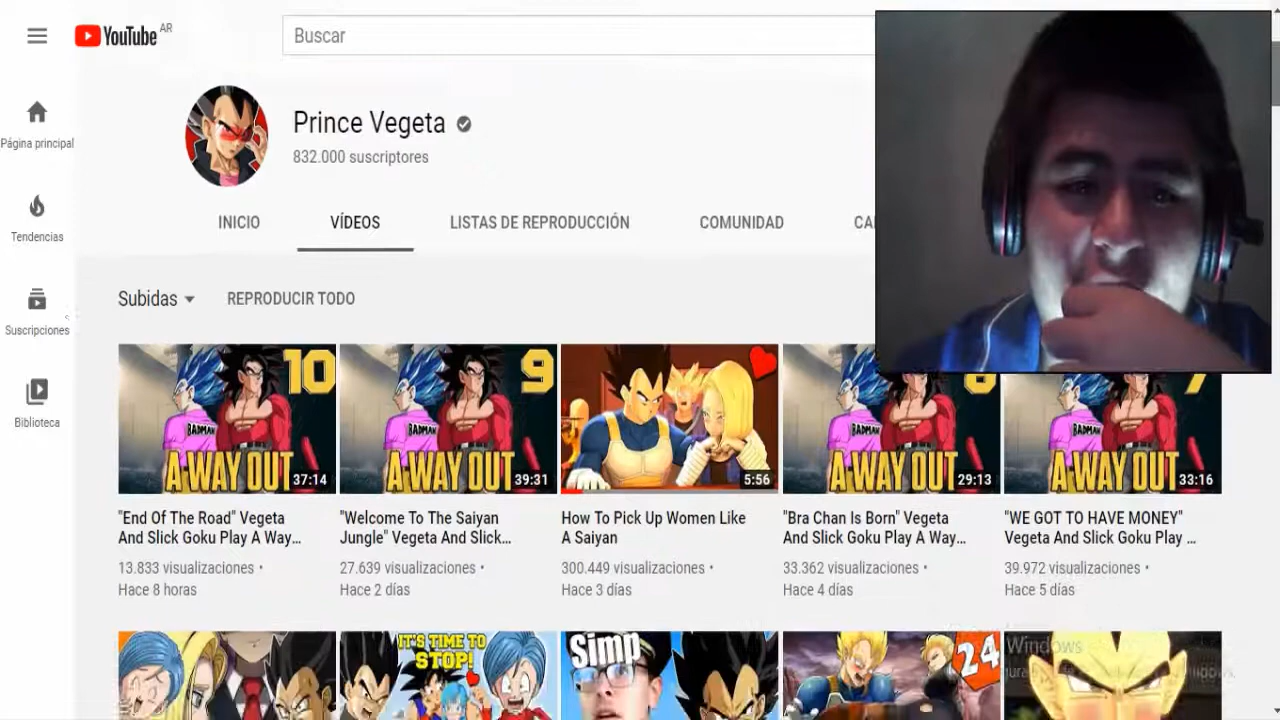 YouTube AR
Buscar
Prince Vegeta
832.000 suscriptores
INICIO
VÍDEOS
LISTAS DE REPRODUCCIÓN
COMUNIDAD
Página principal
Tendencias
Suscripciones
Biblioteca
Subidas
REPRODUCIR TODO
10
BADMAN
A WAY OUT
37:14
9
BADMAN
A WAY OUT
39:31
5:56
BADMAN
A WAY OUT
29:13
BADMAN
A WAY OUT
33:16
"End Of The Road" Vegeta
And Slick Goku Play A Way...
13.833 visualizaciones •
Hace 8 horas
"Welcome To The Saiyan
Jungle" Vegeta And Slick...
27.639 visualizaciones •
Hace 2 días
How To Pick Up Women Like
A Saiyan
300.449 visualizaciones •
Hace 3 días
"Bra Chan Is Born" Vegeta
And Slick Goku Play A Way...
33.362 visualizaciones •
Hace 4 días
"WE GOT TO HAVE MONEY"
Vegeta And Slick Goku Play ...
39.972 visualizaciones •
Hace 5 días
IT'S TIME TO
STOP!
Simp
24
Windows